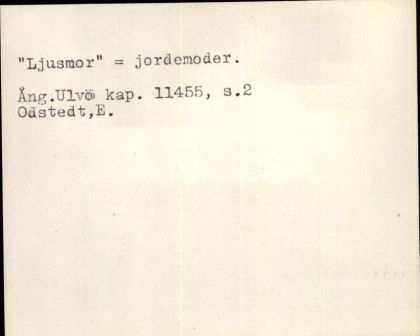 "Ljusmor" = jordemoder.
Ång.Ulvö kap. 11455, s.2
Odstedt,E.